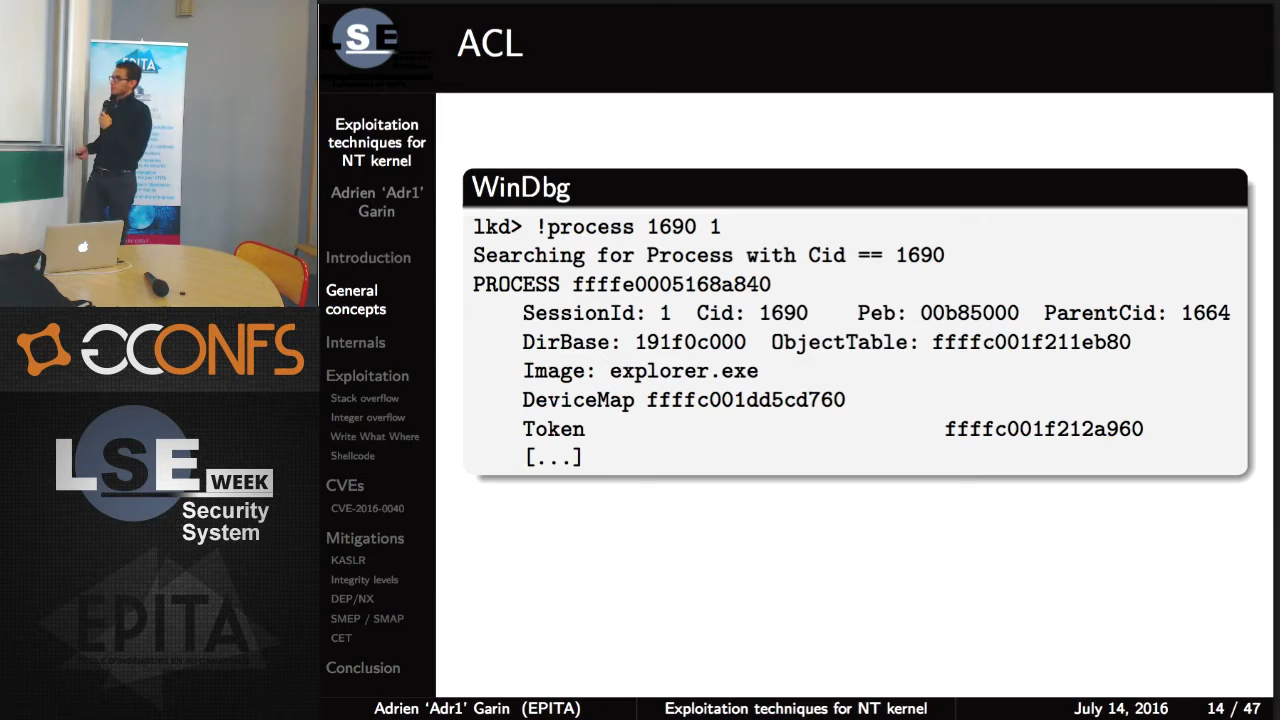 EPITA
LSE
ACL
Exploitation
techniques for
NT kernel
Adrien ‘Adr1’
Garin
Introduction
General
concepts
Internals
Exploitation
Stack overflow
Integer overflow
Write What Where
Shellcode
CVEs
CVE-2016-0040
Mitigations
KASLR
Integrity levels
DEP/NX
SMEP / SMAP
CET
Conclusion
WinDbg
lkd> !process 1690 1
Searching for Process with Cid == 1690
PROCESS ffffe0005168a840
SessionId: 1 Cid: 1690 Peb: 00b85000 ParentCid: 1664
DirBase: 191f0c000 ObjectTable: ffffc001f211eb80
Image: explorer.exe
DeviceMap ffffc001dd5cd760
Token ffffc001f212a960
[...]
CONFS
LSE WEEK
Security
System
EPITA
Adrien ‘Adr1’ Garin (EPITA) Exploitation techniques for NT kernel July 14, 2016 14 / 47